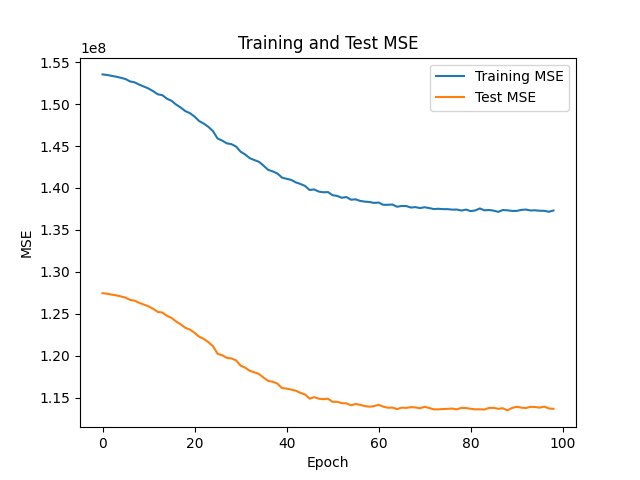 Training and Test MSE
1e8
1.55
1.50
1.45
1.40
1.35
1.30
1.25
1.20
1.15
MSE
Training MSE
Test MSE
0 20 40 60 80 100
Epoch